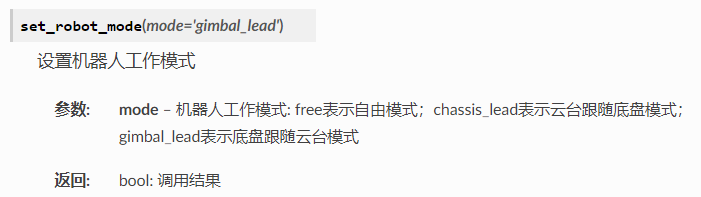 set_robot_mode(mode='gimbal_lead')
设置机器人工作模式
参数: mode – 机器人工作模式: free表示自由模式；chassis_lead表示云台跟随底盘模式；
gimbal_lead表示底盘跟随云台模式
返回: bool: 调用结果